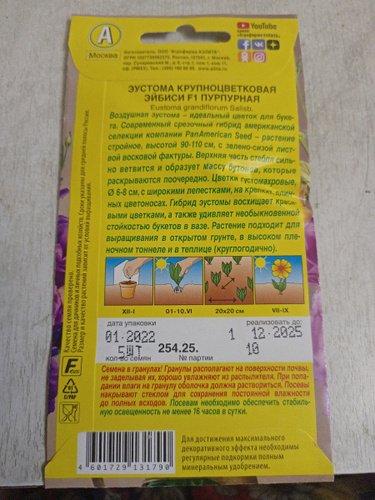 YouTube
А
Москва
ЭУСТОМА КРУПНОЦВЕТКОВАЯ
ЭЙБИСИ F1 ПУРПУРНАЯ
Eustoma grandiflorum Salisb.
Воздушная эустома – идеальный цветок для буке-
та. Современный срезочный гибрид американской
селекции компании PanAmerican Seed – растение
стройное, высотой 90-110 см, с зелено-сизой лист-
вой восковой фактуры. Верхняя часть стебля силь-
но ветвится и образует массу бутонов, которые
раскрываются поочередно. Цветки густомахровые,
Ø 6-8 см, с широкими лепестками, на крепких длин-
ных цветоносах. Гибрид эустомы восхищает краси-
выми цветками, а также удивляет необыкновенной
стойкостью букетов в вазе. Растение подходит для
выращивания в открытом грунте, в высоком пле-
ночном тоннеле и в теплице (круглогодично).
XII-I
01-10.VI
20x20 см
VII-IX
дата упаковки
реализовать до:
01.2022
1 12.2025
5ШТ
254.25.
10
кол-во семян
№ партии
Семена в гранулах! Гранулы располагают на поверхности почвы,
не заделывая их, хорошо увлажняют из распылителя. При попа-
дании влаги на гранулу оболочка должна раствориться. Посевы
накрывают стеклом для сохранения постоянной влажности
до полных всходов. Посевам необходимо обеспечить стабиль-
ную освещенность не менее 16 часов в сутки.
Качество семян проверено.
4 601729 131790
Для достижения максимального
декоративного эффекта необходимы
регулярные подкормки полным
минеральным удобрением.